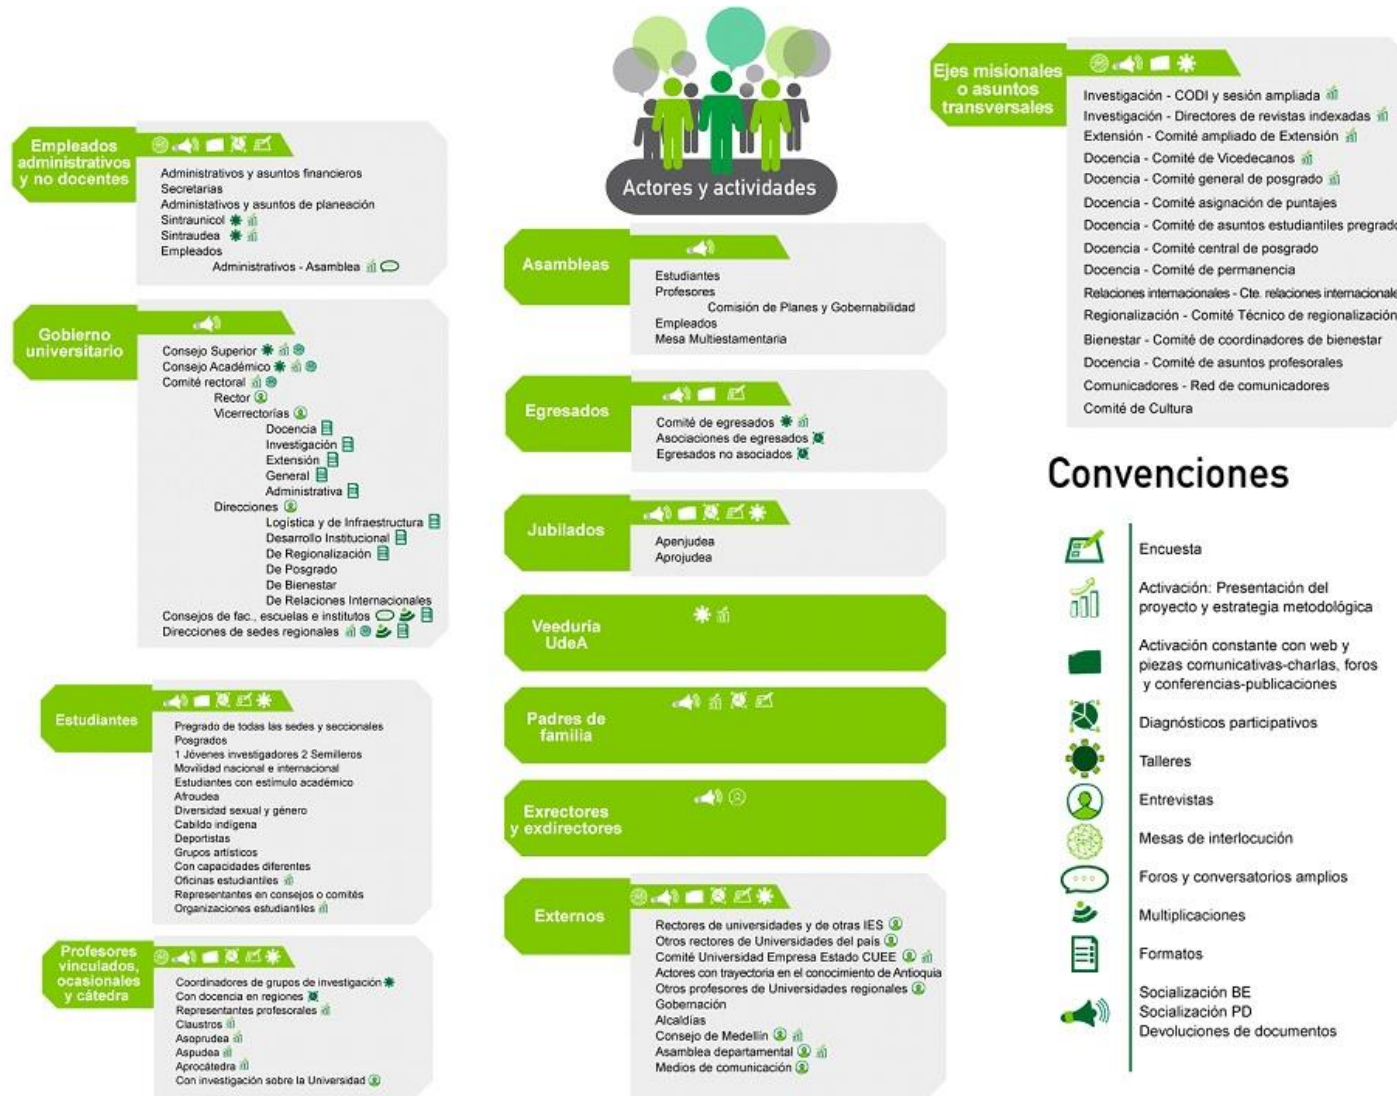 Actores y actividades
Empleados
administrativos
y no docentes
Administrativos y asuntos financieros
Secretarias
Administativos y asuntos de planeación
Sintraunicol
Sintraudea
Empleados
Administrativos - Asamblea
Gobierno
universitario
Consejo Superior
Consejo Académico
Comité rectoral
Rector
Vicerrectorías
Docencia
Investigación
Extensión
General
Administrativa
Direcciones
Logística y de Infraestructura
Desarrollo Institucional
De Regionalización
De Posgrado
De Bienestar
De Relaciones Internacionales
Consejos de fac., escuelas e institutos
Direcciones de sedes regionales
Estudiantes
Pregrado de todas las sedes y seccionales
Posgrados
1 Jóvenes investigadores 2 Semilleros
Movilidad nacional e internacional
Estudiantes con estímulo académico
Afroudea
Diversidad sexual y género
Cabildo indígena
Deportistas
Grupos artísticos
Con capacidades diferentes
Oficinas estudiantiles
Representantes en consejos o comités
Organizaciones estudiantiles
Profesores
vinculados,
ocasionales
y cátedra
Coordinadores de grupos de investigación
Con docencia en regiones
Representantes profesorales
Claustros
Asoprudea
Aspudea
Aprocátedra
Con investigación sobre la Universidad
Asambleas
Estudiantes
Profesores
Comisión de Planes y Gobernabilidad
Empleados
Mesa Multiestamentaria
Egresados
Comité de egresados
Asociaciones de egresados
Egresados no asociados
Jubilados
Apenjudea
Aprojudea
Veeduría
UdeA
Padres de
familia
Exrectores
y exdirectores
Externos
Rectores de universidades y de otras IES
Otros rectores de Universidades del país
Comité Universidad Empresa Estado CUEE
Actores con trayectoria en el conocimiento de Antioquia
Otros profesores de Universidades regionales
Gobernación
Alcaldías
Consejo de Medellín
Asamblea departamental
Medios de comunicación
Ejes misionales
o asuntos
transversales
Investigación - CODI y sesión ampliada
Investigación - Directores de revistas indexadas
Extensión - Comité ampliado de Extensión
Docencia - Comité de Vicedecanos
Docencia - Comité general de posgrado
Docencia - Comité asignación de puntajes
Docencia - Comité de asuntos estudiantiles pregrado
Docencia - Comité central de posgrado
Docencia - Comité de permanencia
Relaciones internacionales - Cte. relaciones internacionale
Regionalización - Comité Técnico de regionalización
Bienestar - Comité de coordinadores de bienestar
Docencia - Comité de asuntos profesorales
Comunicadores - Red de comunicadores
Comité de Cultura
Convenciones
Encuesta
Activación: Presentación del
proyecto y estrategia metodológica
Activación constante con web y
piezas comunicativas-charlas, foros
y conferencias-publicaciones
Diagnósticos participativos
Talleres
Entrevistas
Mesas de interlocución
Foros y conversatorios amplios
Multiplicaciones
Formatos
Socialización BE
Socialización PD
Devoluciones de documentos